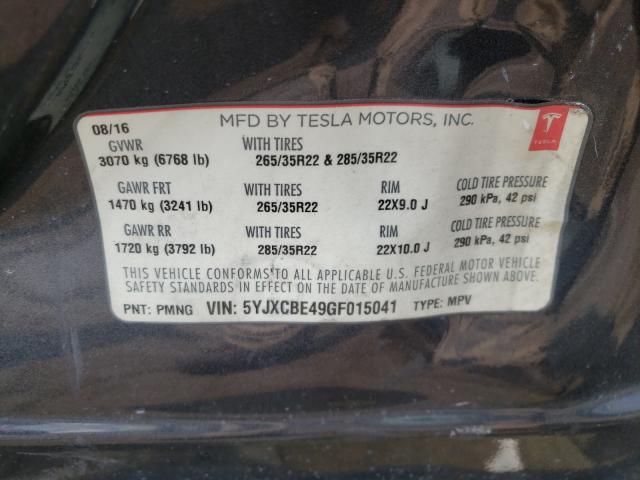 08/16 MFD BY TESLA MOTORS, INC.
TESLA
GVWR WITH TIRES
3070 kg (6768 lb) 265/35R22 & 285/35R22
GAWR FRT WITH TIRES RIM COLD TIRE PRESSURE
1470 kg (3241 lb) 265/35R22 22X9.0 J 290 kPa, 42 psi
GAWR RR WITH TIRES RIM COLD TIRE PRESSURE
1720 kg (3792 lb) 285/35R22 22X10.0 J 290 kPa, 42 psi
THIS VEHICLE CONFORMS TO ALL APPLICABLE U.S. FEDERAL MOTOR VEHICLE
SAFETY STANDARDS IN EFFECT ON THE DATE OF MANUFACTURE SHOWN ABOVE.
PNT: PMNG VIN: 5YJXCBE49GF015041 TYPE: MPV